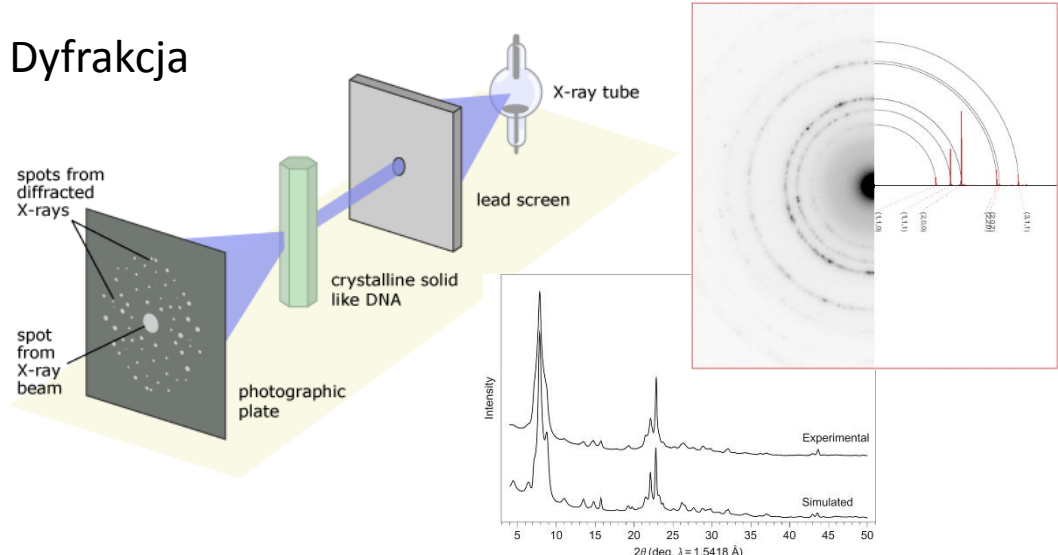 Dyfrakcja
X-ray tube
lead screen
spots from
diffracted
X-rays
crystalline solid
like DNA
spot
from
X-ray
beam
photographic
plate
(1,1,0)
(1,1,1)
(2,0,0)
(3,1,1)
Intensity
Experimental
Simulated
5 10 15 20 25 30 35 40 45 50
2θ (deg. λ = 1.5418 Å)